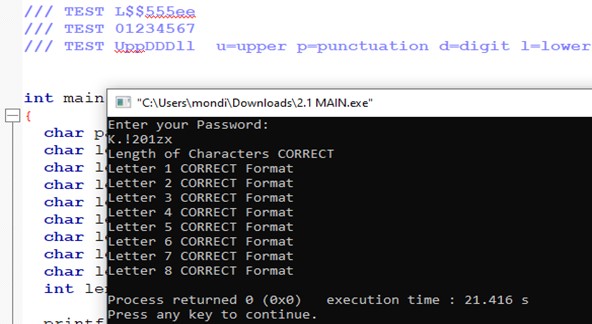 /// TEST L$$555ee
/// TEST 01234567
/// TEST UppDDDll  u=upper p=punctuation d=digit l=lower
int main
{
char p
char l
char l
char l
char l
char l
char l
char l
char l
int le
printf
"C:\Users\mondi\Downloads\2.1 MAIN.exe"
Enter your Password:
K.!201zx
Length of Characters CORRECT
Letter 1 CORRECT Format
Letter 2 CORRECT Format
Letter 3 CORRECT Format
Letter 4 CORRECT Format
Letter 5 CORRECT Format
Letter 6 CORRECT Format
Letter 7 CORRECT Format
Letter 8 CORRECT Format
Process returned 0 (0x0)   execution time : 21.416 s
Press any key to continue.